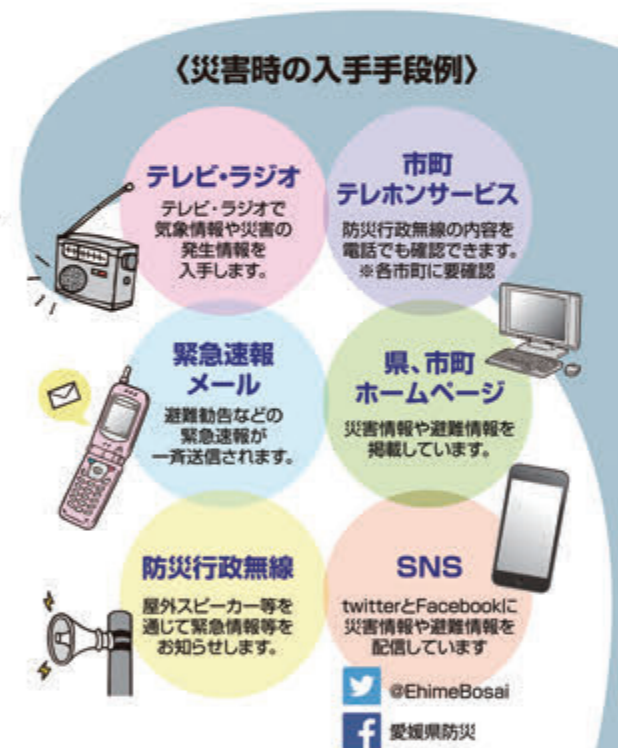 〈災害時の入手手段例〉
テレビ・ラジオ
テレビ・ラジオで
気象情報や災害の
発生情報を
入手します。
市町
テレホンサービス
防災行政無線の内容を
電話でも確認できます。
※各市町に要確認
緊急速報
メール
避難勧告などの
緊急速報が
一斉送信されます。
県、市町
ホームページ
災害情報や避難情報を
掲載しています。
防災行政無線
屋外スピーカー等を
通じて緊急情報等を
お知らせします。
SNS
twitterとFacebookに
災害情報や避難情報を
配信しています
@EhimeBosai
愛媛県防災